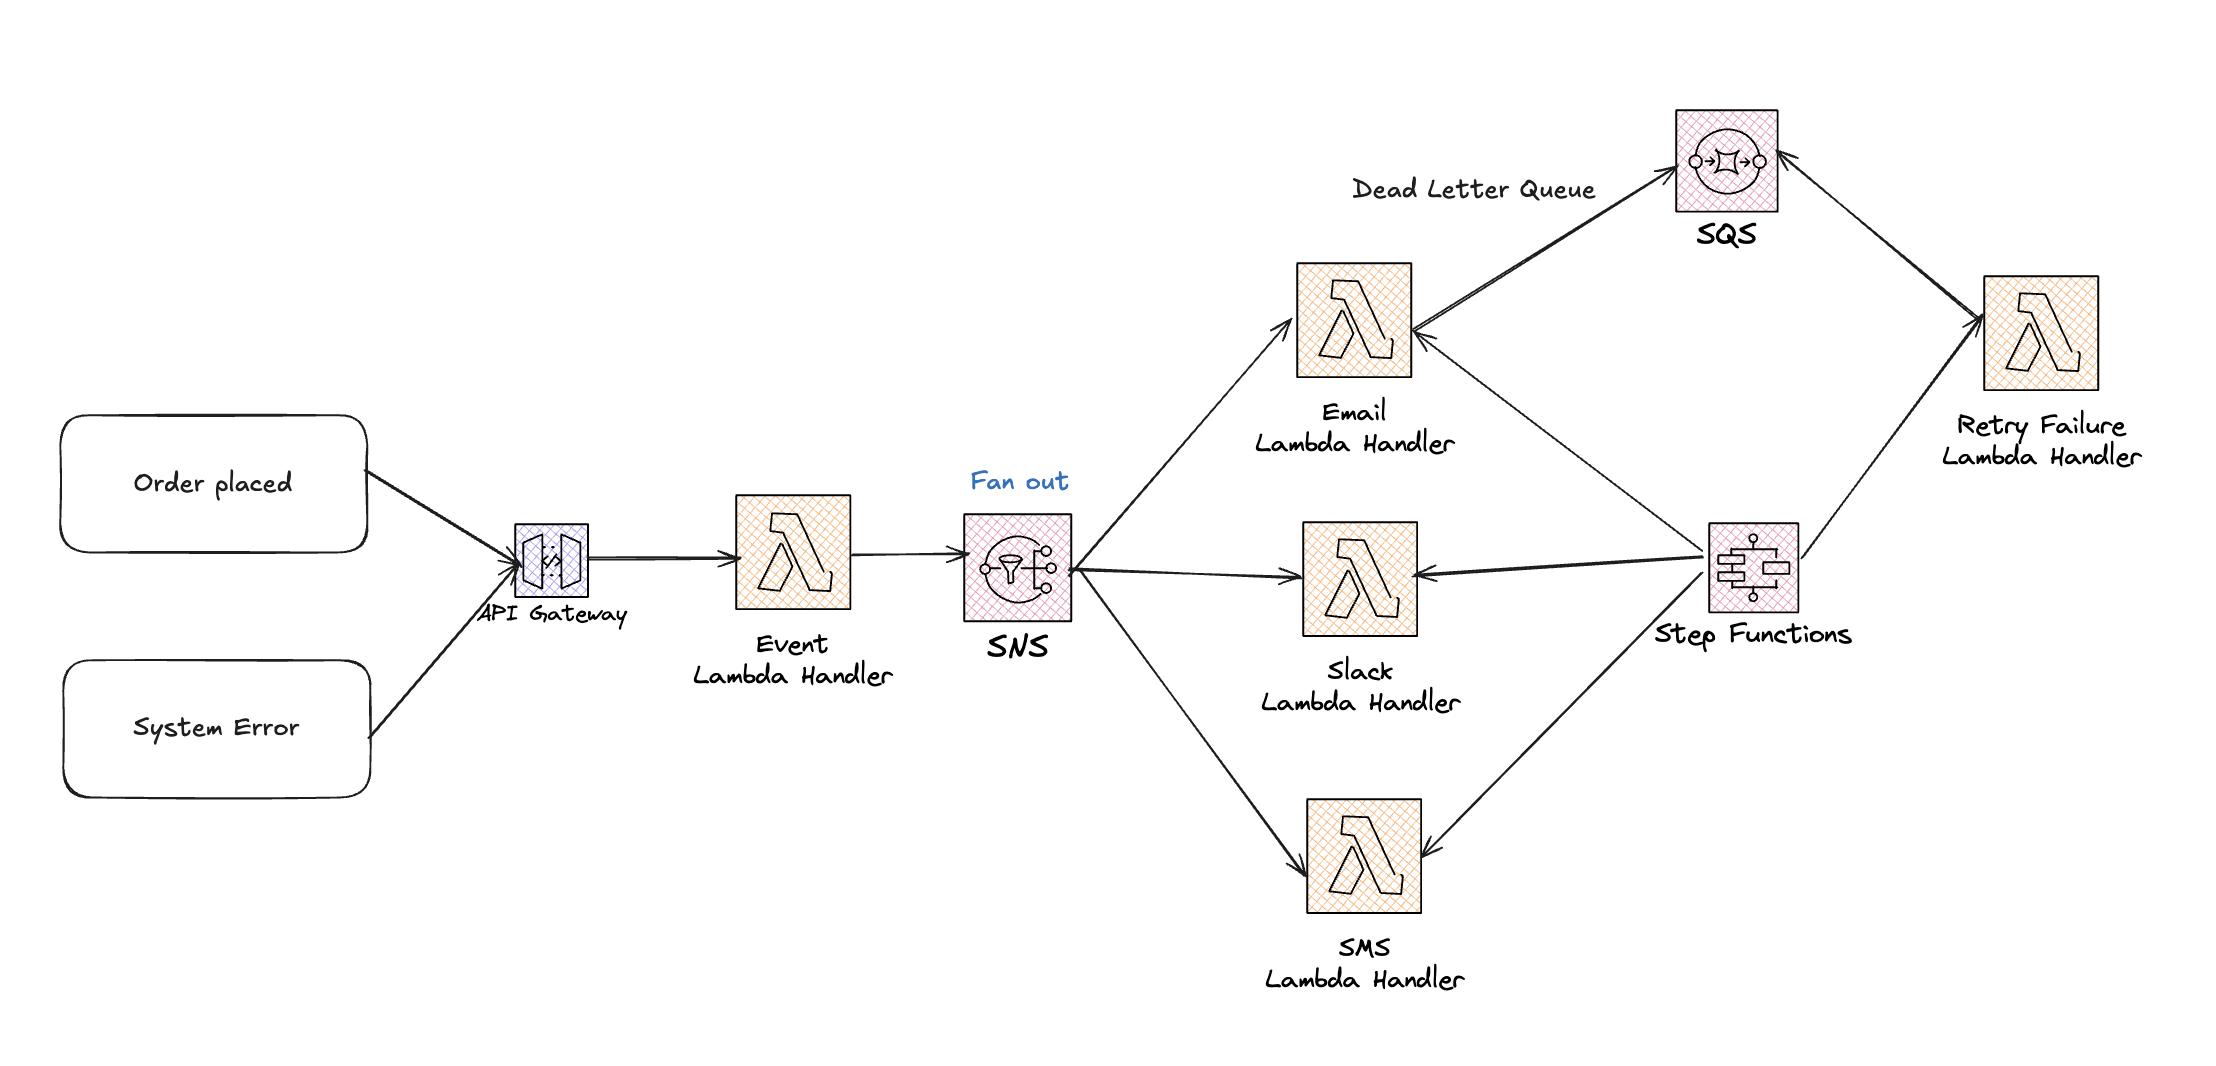 Order placed
System Error
API Gateway
Event
Lambda Handler
Fan out
SNS
Dead Letter Queue
SQS
Email
Lambda Handler
Slack
Lambda Handler
SMS
Lambda Handler
Step Functions
Retry Failure
Lambda Handler